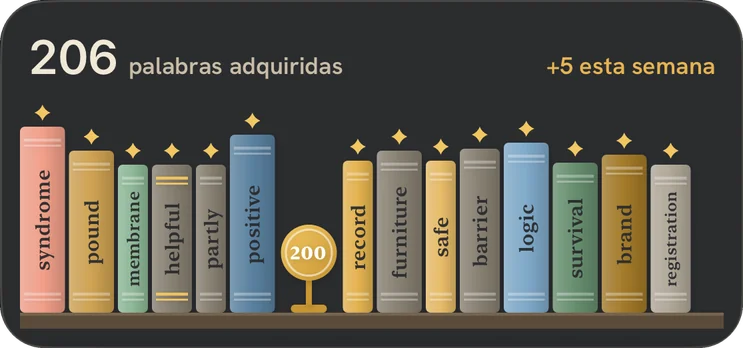 206 palabras adquiridas
+5 esta semana
syndrome
pound
membrane
helpful
partly
positive
200
record
furniture
safe
barrier
logic
survival
brand
registration